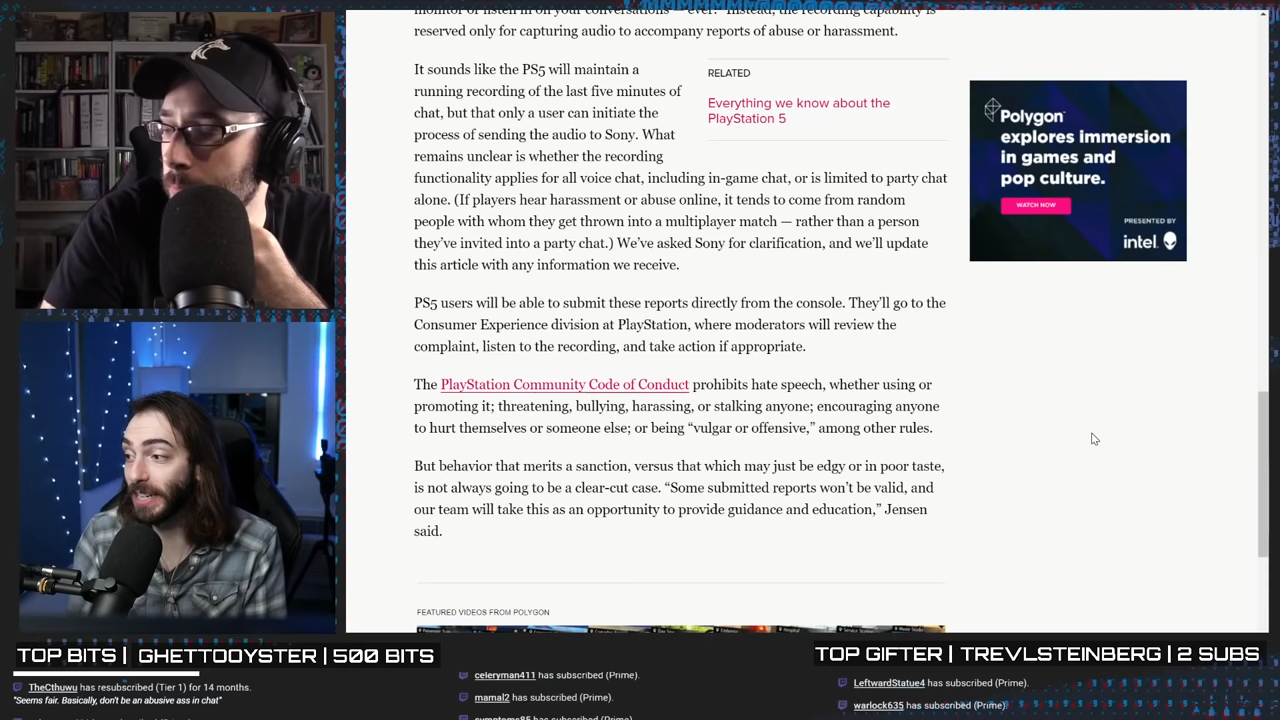 monitor or listen in on your conversations — ever." Instead, the recording capability is
reserved only for capturing audio to accompany reports of abuse or harassment.
It sounds like the PS5 will maintain a
running recording of the last five minutes of
chat, but that only a user can initiate the
process of sending the audio to Sony. What
remains unclear is whether the recording
functionality applies for all voice chat, including in-game chat, or is limited to party chat
alone. (If players hear harassment or abuse online, it tends to come from random
people with whom they get thrown into a multiplayer match — rather than a person
they’ve invited into a party chat.) We’ve asked Sony for clarification, and we’ll update
this article with any information we receive.
RELATED
Everything we know about the
PlayStation 5
PS5 users will be able to submit these reports directly from the console. They’ll go to the
Consumer Experience division at PlayStation, where moderators will review the
complaint, listen to the recording, and take action if appropriate.
The PlayStation Community Code of Conduct prohibits hate speech, whether using or
promoting it; threatening, bullying, harassing, or stalking anyone; encouraging anyone
to hurt themselves or someone else; or being “vulgar or offensive,” among other rules.
But behavior that merits a sanction, versus that which may just be edgy or in poor taste,
is not always going to be a clear-cut case. “Some submitted reports won’t be valid, and
our team will take this as an opportunity to provide guidance and education,” Jensen
said.
FEATURED VIDEOS FROM POLYGON
Polygon
explores immersion
in games and
pop culture.
WATCH NOW
PRESENTED BY
intel
TOP BITS | GHETTOOYSTER | 500 BITS
TheCthuwu has resubscribed (Tier 1) for 14 months.
"Seems fair. Basically, don't be an abusive ass in chat"
celeryman411 has subscribed (Prime).
mamal2 has subscribed (Prime).
symptoms85 has subscribed (Prime).
TOP GIFTER | TREVLSTEINBERG | 2 SUBS
LeftwardStatue4 has subscribed (Prime).
warlock635 has subscribed (Prime).